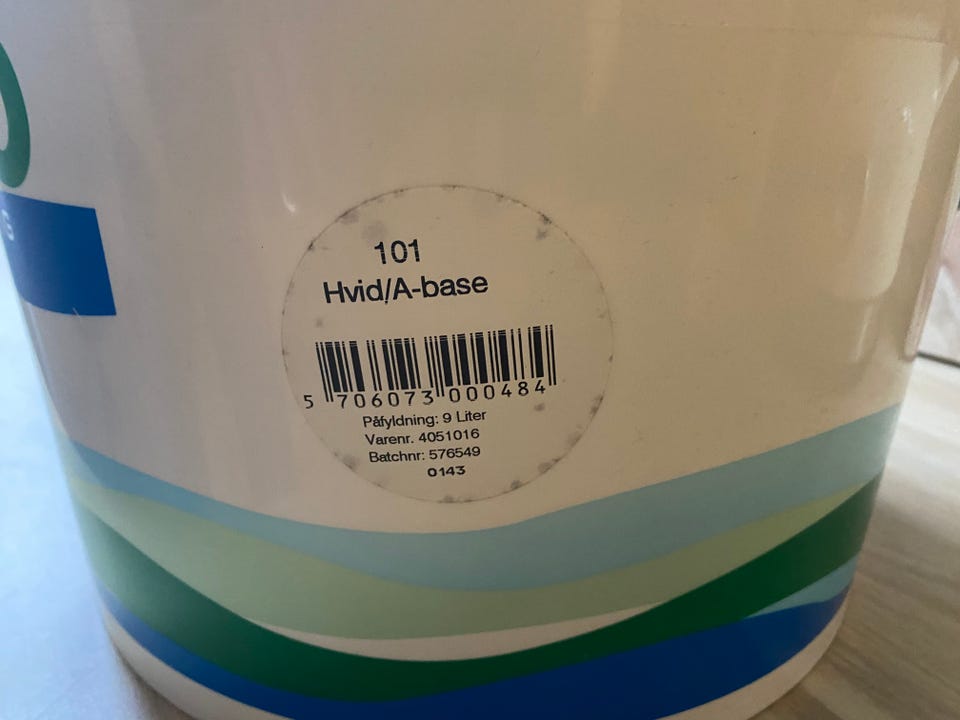 101
Hvid/A-base
5 706073 000484
Påfyldning: 9 Liter
Varenr. 4051016
Batchnr: 576549
0143